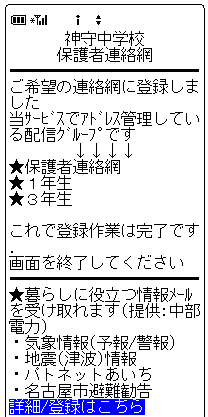 神守中学校
保護者連絡網
ご希望の連絡網に登録しま
した
当ｻｰﾋﾞｽでｱﾄﾞﾚｽ管理してい
る配信ｸﾞﾙｰﾌﾟです
↓↓↓↓
★保護者連絡網
★１年生
★３年生
これで登録作業は完了です
.
画面を終了してください
★暮らしに役立つ情報ﾒｰﾙ
を受け取れます(提供:中部
電力)
・気象情報(予報/警報)
・地震(津波)情報
・パトネットあいち
・名古屋市避難勧告
詳細/登録はこちら